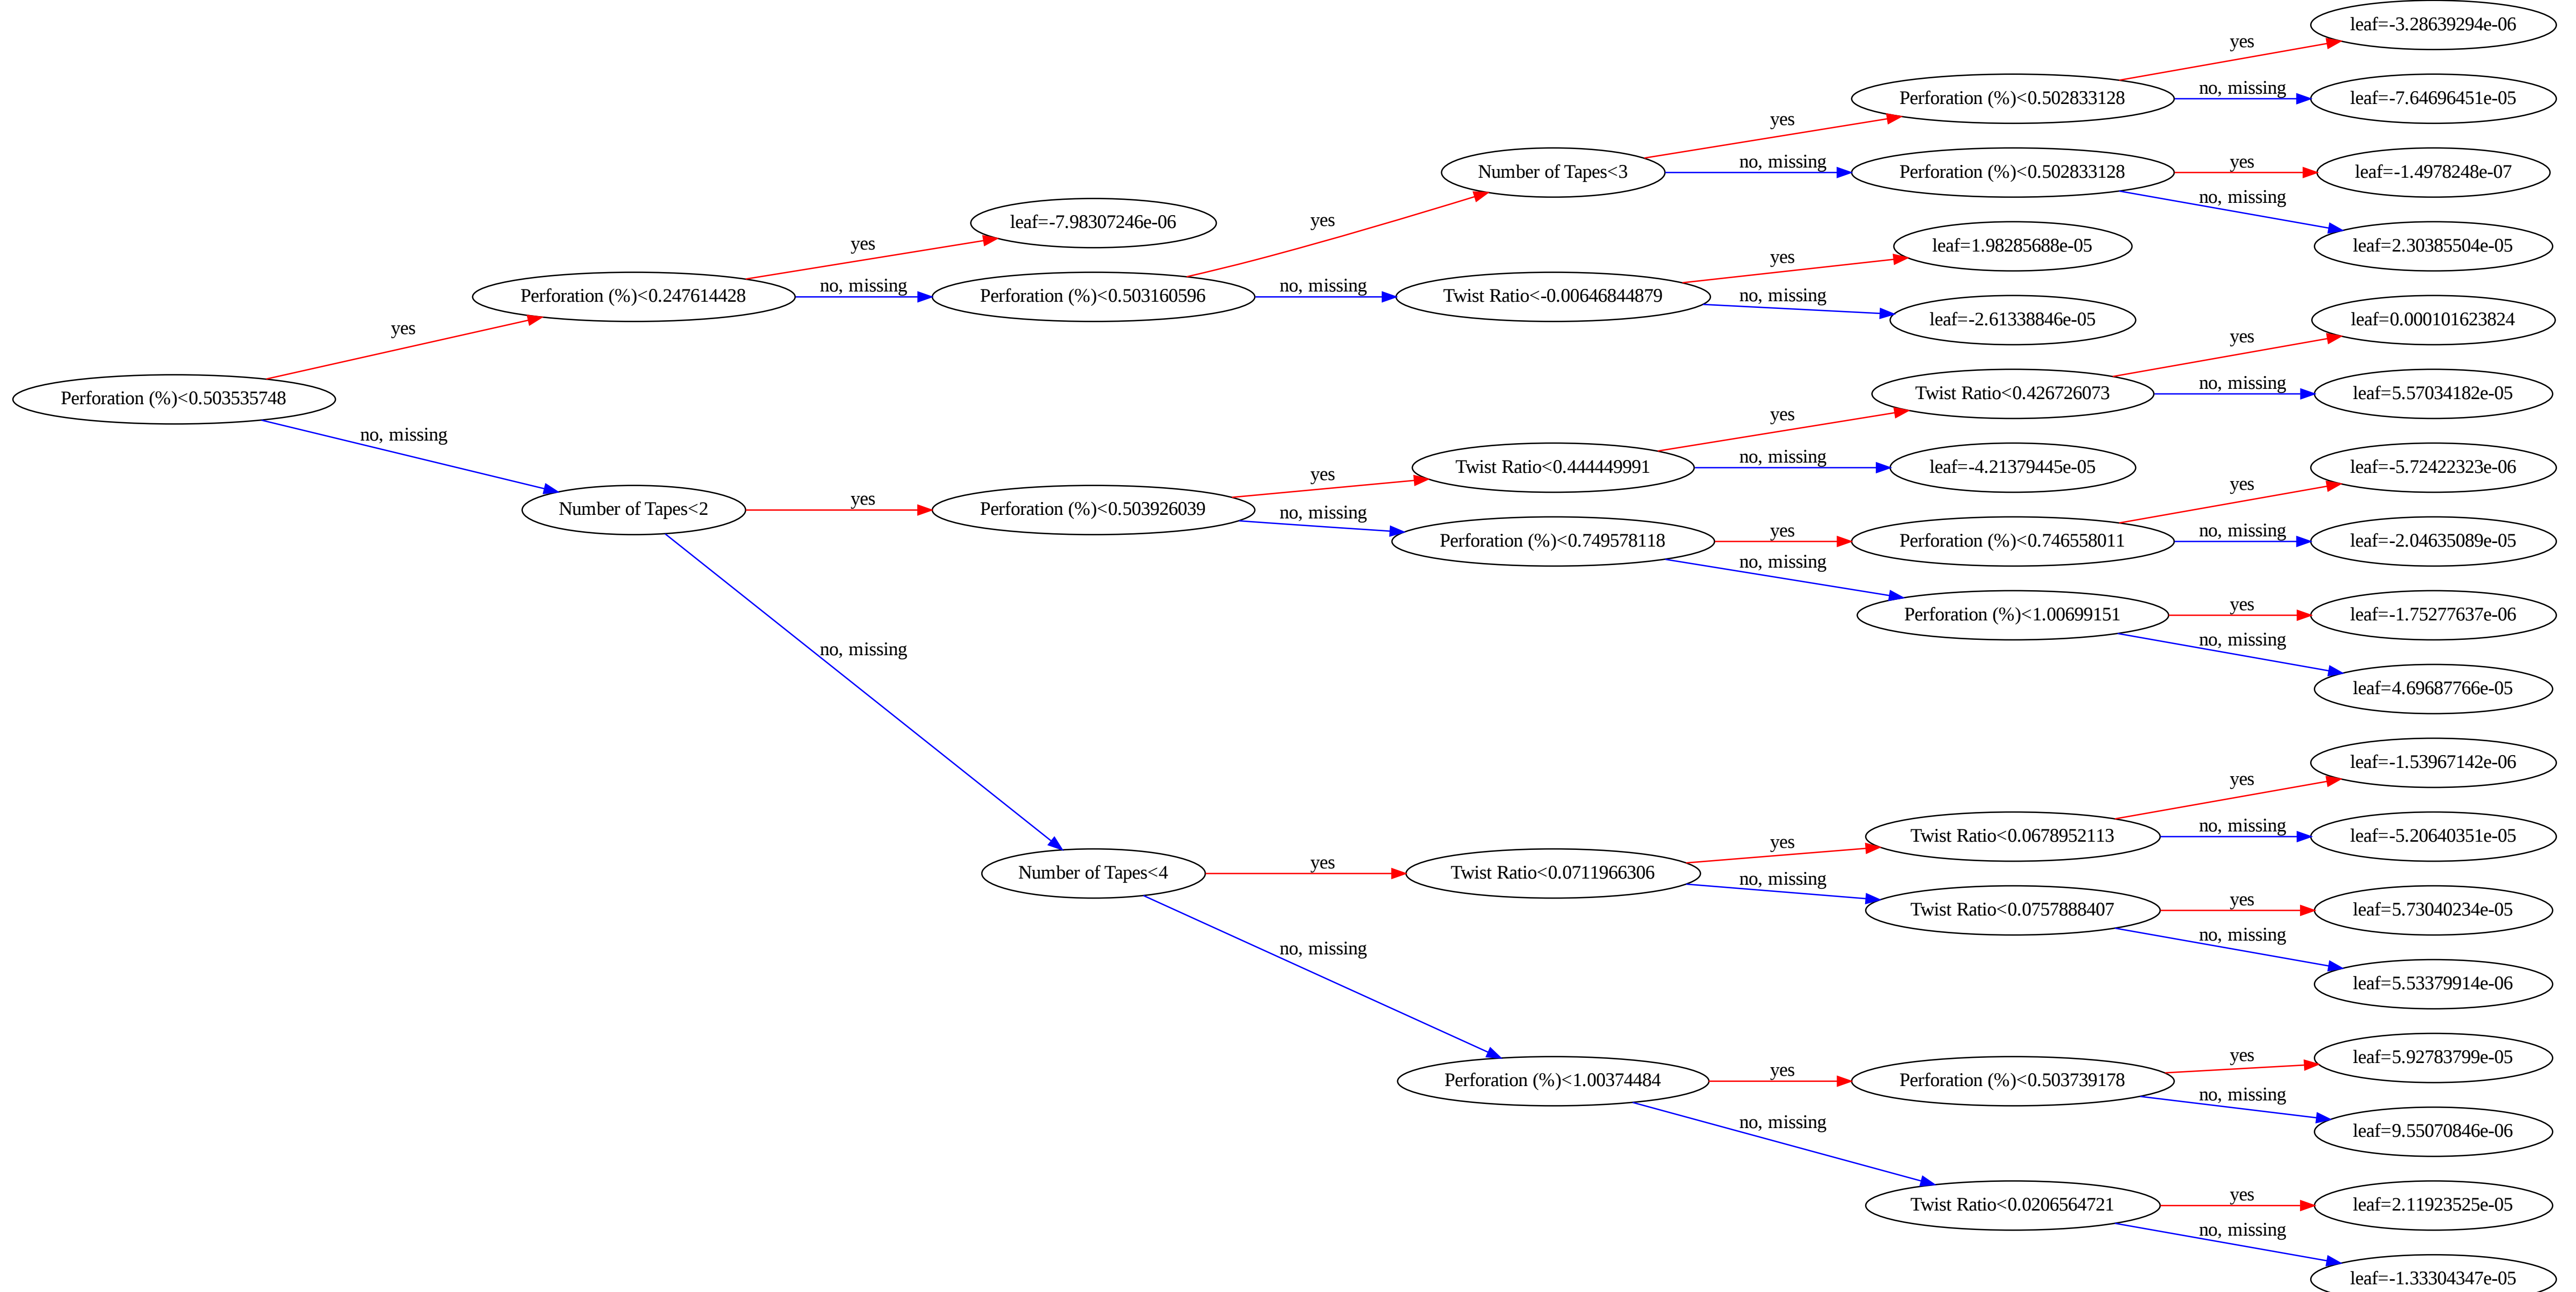 leaf=-3.28639294e-06
yes
Perforation (%)<0.502833128
no, missing
leaf=-7.64696451e-05
yes
Number of Tapes<3
no, missing
Perforation (%)<0.502833128
yes
leaf=-1.4978248e-07
no, missing
leaf=-7.98307246e-06
yes
yes
leaf=1.98285688e-05
yes
leaf=2.30385504e-05
Perforation (%)<0.247614428
no, missing
Perforation (%)<0.503160596
no, missing
Twist Ratio<-0.00646844879
no, missing
leaf=-2.61338846e-05
leaf=0.000101623824
yes
yes
Perforation (%)<0.503535748
Twist Ratio<0.426726073
no, missing
leaf=5.57034182e-05
yes
no, missing
Twist Ratio<0.444449991
no, missing
leaf=-4.21379445e-05
leaf=-5.72422323e-06
yes
yes
Number of Tapes<2
yes
Perforation (%)<0.503926039
no, missing
Perforation (%)<0.749578118
yes
Perforation (%)<0.746558011
no, missing
leaf=-2.04635089e-05
no, missing
Perforation (%)<1.00699151
yes
leaf=-1.75277637e-06
no, missing
no, missing
leaf=4.69687766e-05
leaf=-1.53967142e-06
yes
Twist Ratio<0.0678952113
no, missing
leaf=-5.20640351e-05
yes
Number of Tapes<4
yes
Twist Ratio<0.0711966306
no, missing
Twist Ratio<0.0757888407
yes
leaf=5.73040234e-05
no, missing
no, missing
leaf=5.53379914e-06
leaf=5.92783799e-05
yes
Perforation (%)<1.00374484
yes
Perforation (%)<0.503739178
no, missing
leaf=9.55070846e-06
no, missing
Twist Ratio<0.0206564721
yes
leaf=2.11923525e-05
no, missing
leaf=-1.33304347e-05